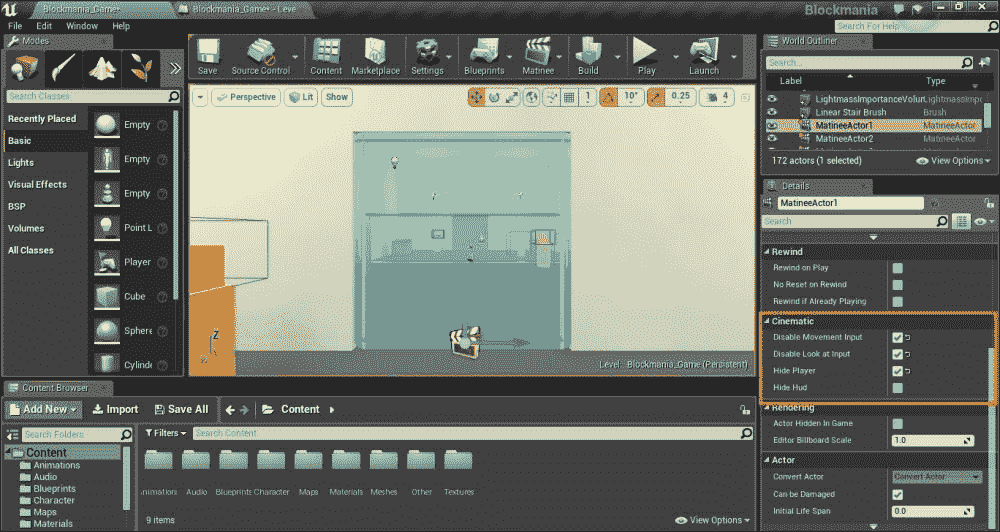 Blockmania_Game*
Blockmania_Game* - Leve
Blockmania
File Edit Window Help
Search For Help
Modes
Search Classes
Recently Placed
Basic
Lights
Visual Effects
BSP
Volumes
All Classes
Empty
Empty
Empty
Point L
Player
Cube
Sphere
Cylinde
Save
Source Control
Content
Marketplace
Settings
Blueprints
Matinee
Build
Play
Launch
Perspective
Lit
Show
1
10°
0.25
4
Z
Level: Blockmania_Game (Persistent)
World Outliner
Search...
Label Type
LightmassImportanceVolum LightmassImpo
Linear Stair Brush Brush
MatineeActor1 MatineeActor
MatineeActor2 MatineeActor
172 actors (1 selected)
View Options
Details
MatineeActor1
Search
Rewind
Rewind on Play
No Reset on Rewind
Rewind if Already Playing
Cinematic
Disable Movement Input
Disable Look at Input
Hide Player
Hide Hud
Rendering
Actor Hidden In Game
Editor Billboard Scale 1.0
Actor
Convert Actor Convert Actor
Can be Damaged
Initial Life Span 0.0
Content Browser
Add New Import Save All Content
Search Folders
Content
Animations
Audio
Blueprints
Character
Maps
Materials
Filters
Search Content
Animation Audio Blueprints Character Maps Materials Meshes Other Textures
9 items
View Options